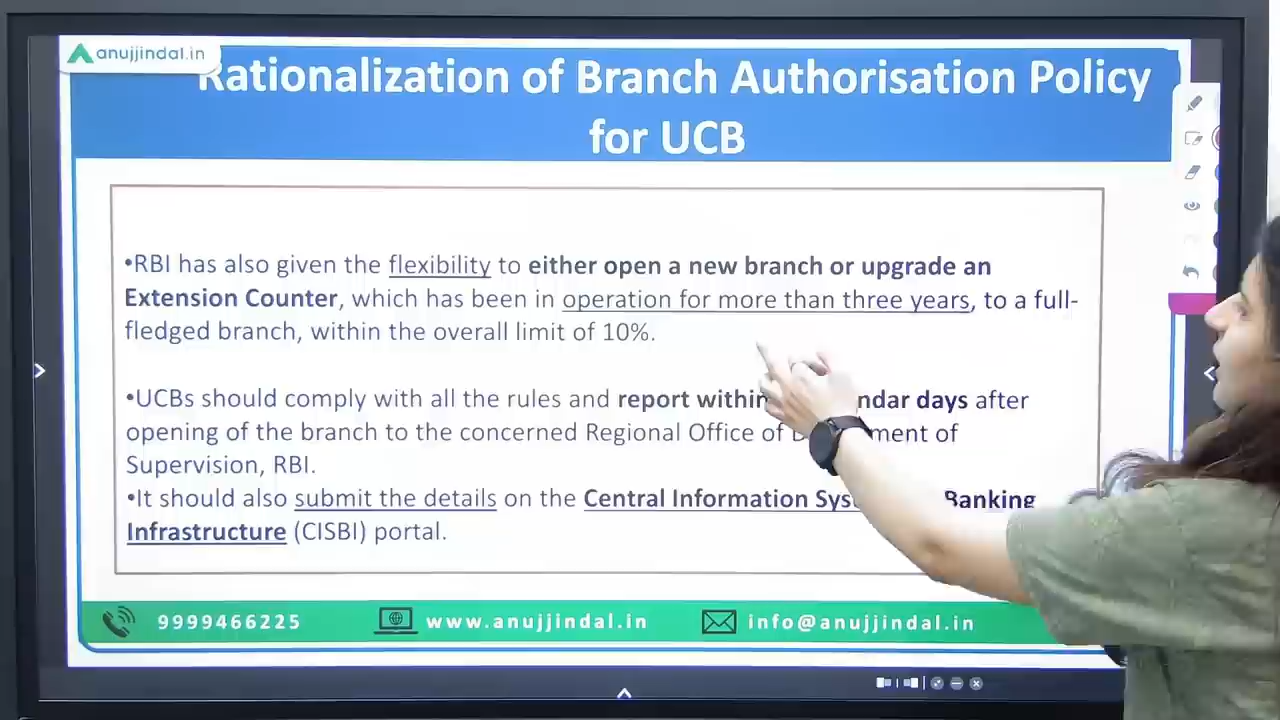 anujjindal.in
Rationalization of Branch Authorisation Policy
for UCB
•RBI has also given the flexibility to either open a new branch or upgrade an
Extension Counter, which has been in operation for more than three years, to a full-
fledged branch, within the overall limit of 10%.
•UCBs should comply with all the rules and report within days after
opening of the branch to the concerned Regional Office of
Supervision, RBI.
•It should also submit the details on the Central Information Banking
Infrastructure (CISBI) portal.
9999466225 www.anujjindal.in info@anujjindal.in